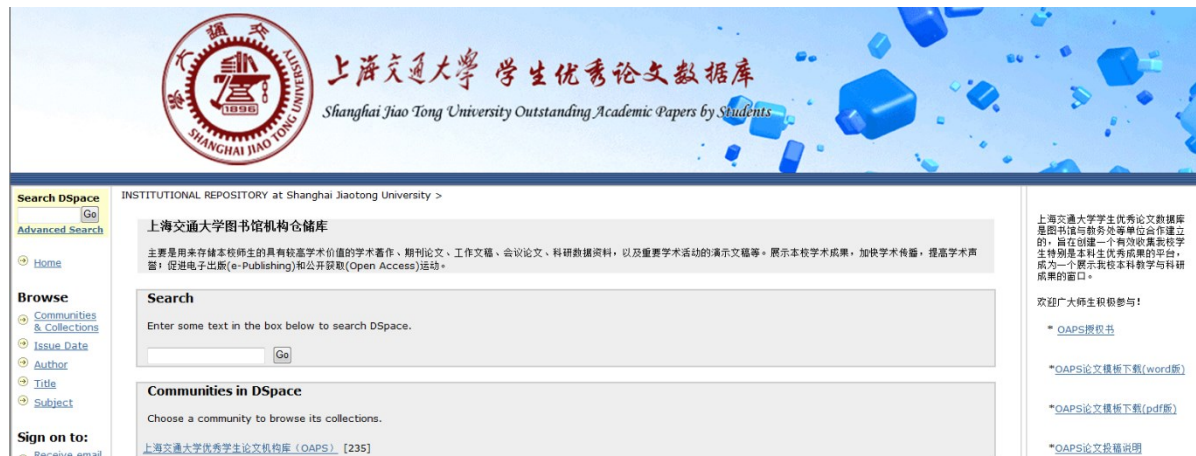 上海交通大學 学生优秀论文数据库
Shanghai Jiao Tong University Outstanding Academic Papers by Students
1896
SHANGHAI JIAO TONG UNIVERSITY
Search DSpace
Go
Advanced Search
Home
Browse
Communities
& Collections
Issue Date
Author
Title
Subject
Sign on to:
Receive email
INSTITUTIONAL REPOSITORY at Shanghai Jiaotong University >
上海交通大学图书馆机构仓储库
主要是用来存储本校师生的具有较高学术价值的学术著作、期刊论文、工作文稿、会议论文、科研数据资料，以及重要学术活动的演示文稿等。展示本校学术成果，加快学术传播，提高学术声
誉；促进电子出版(e-Publishing)和公开获取(Open Access)运动。
Search
Enter some text in the box below to search DSpace.
Go
Communities in DSpace
Choose a community to browse its collections.
上海交通大学优秀学生论文机构库（OAPS） [235]
上海交通大学学生优秀论文数据库
是图书馆与教务处等单位合作建立
的，旨在创建一个有效收集我校学
生特别是本科生优秀成果的平台，
成为一个展示我校本科教学与科研
成果的窗口。
欢迎广大师生积极参与！
* OAPS授权书
*OAPS论文模板下载(word版)
*OAPS论文模板下载(pdf版)
*OAPS论文投稿说明